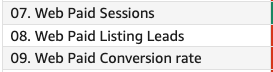 07. Web Paid Sessions
08. Web Paid Listing Leads
09. Web Paid Conversion rate